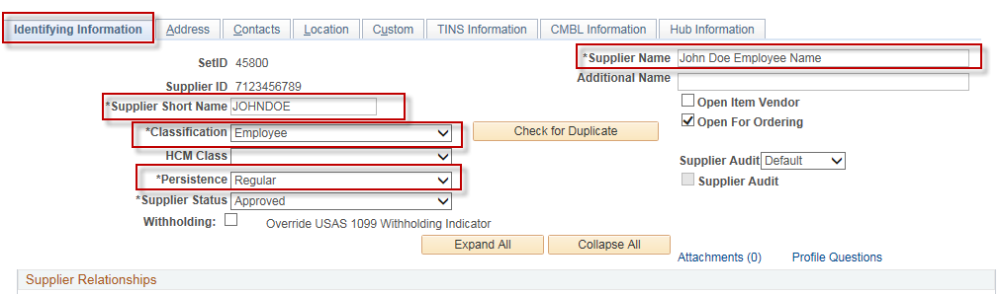 Identifying Information Address Contacts Location Custom TINS Information CMBL Information Hub Information
SetID 45800
*Supplier Name John Doe Employee Name
Supplier ID 7123456789
Additional Name
*Supplier Short Name JOHNDOE
Open Item Vendor
Open For Ordering
*Classification Employee
Check for Duplicate
HCM Class
Supplier Audit Default
*Persistence Regular
Supplier Audit
*Supplier Status Approved
Withholding: Override USAS 1099 Withholding Indicator
Expand All Collapse All
Attachments (0) Profile Questions
Supplier Relationships